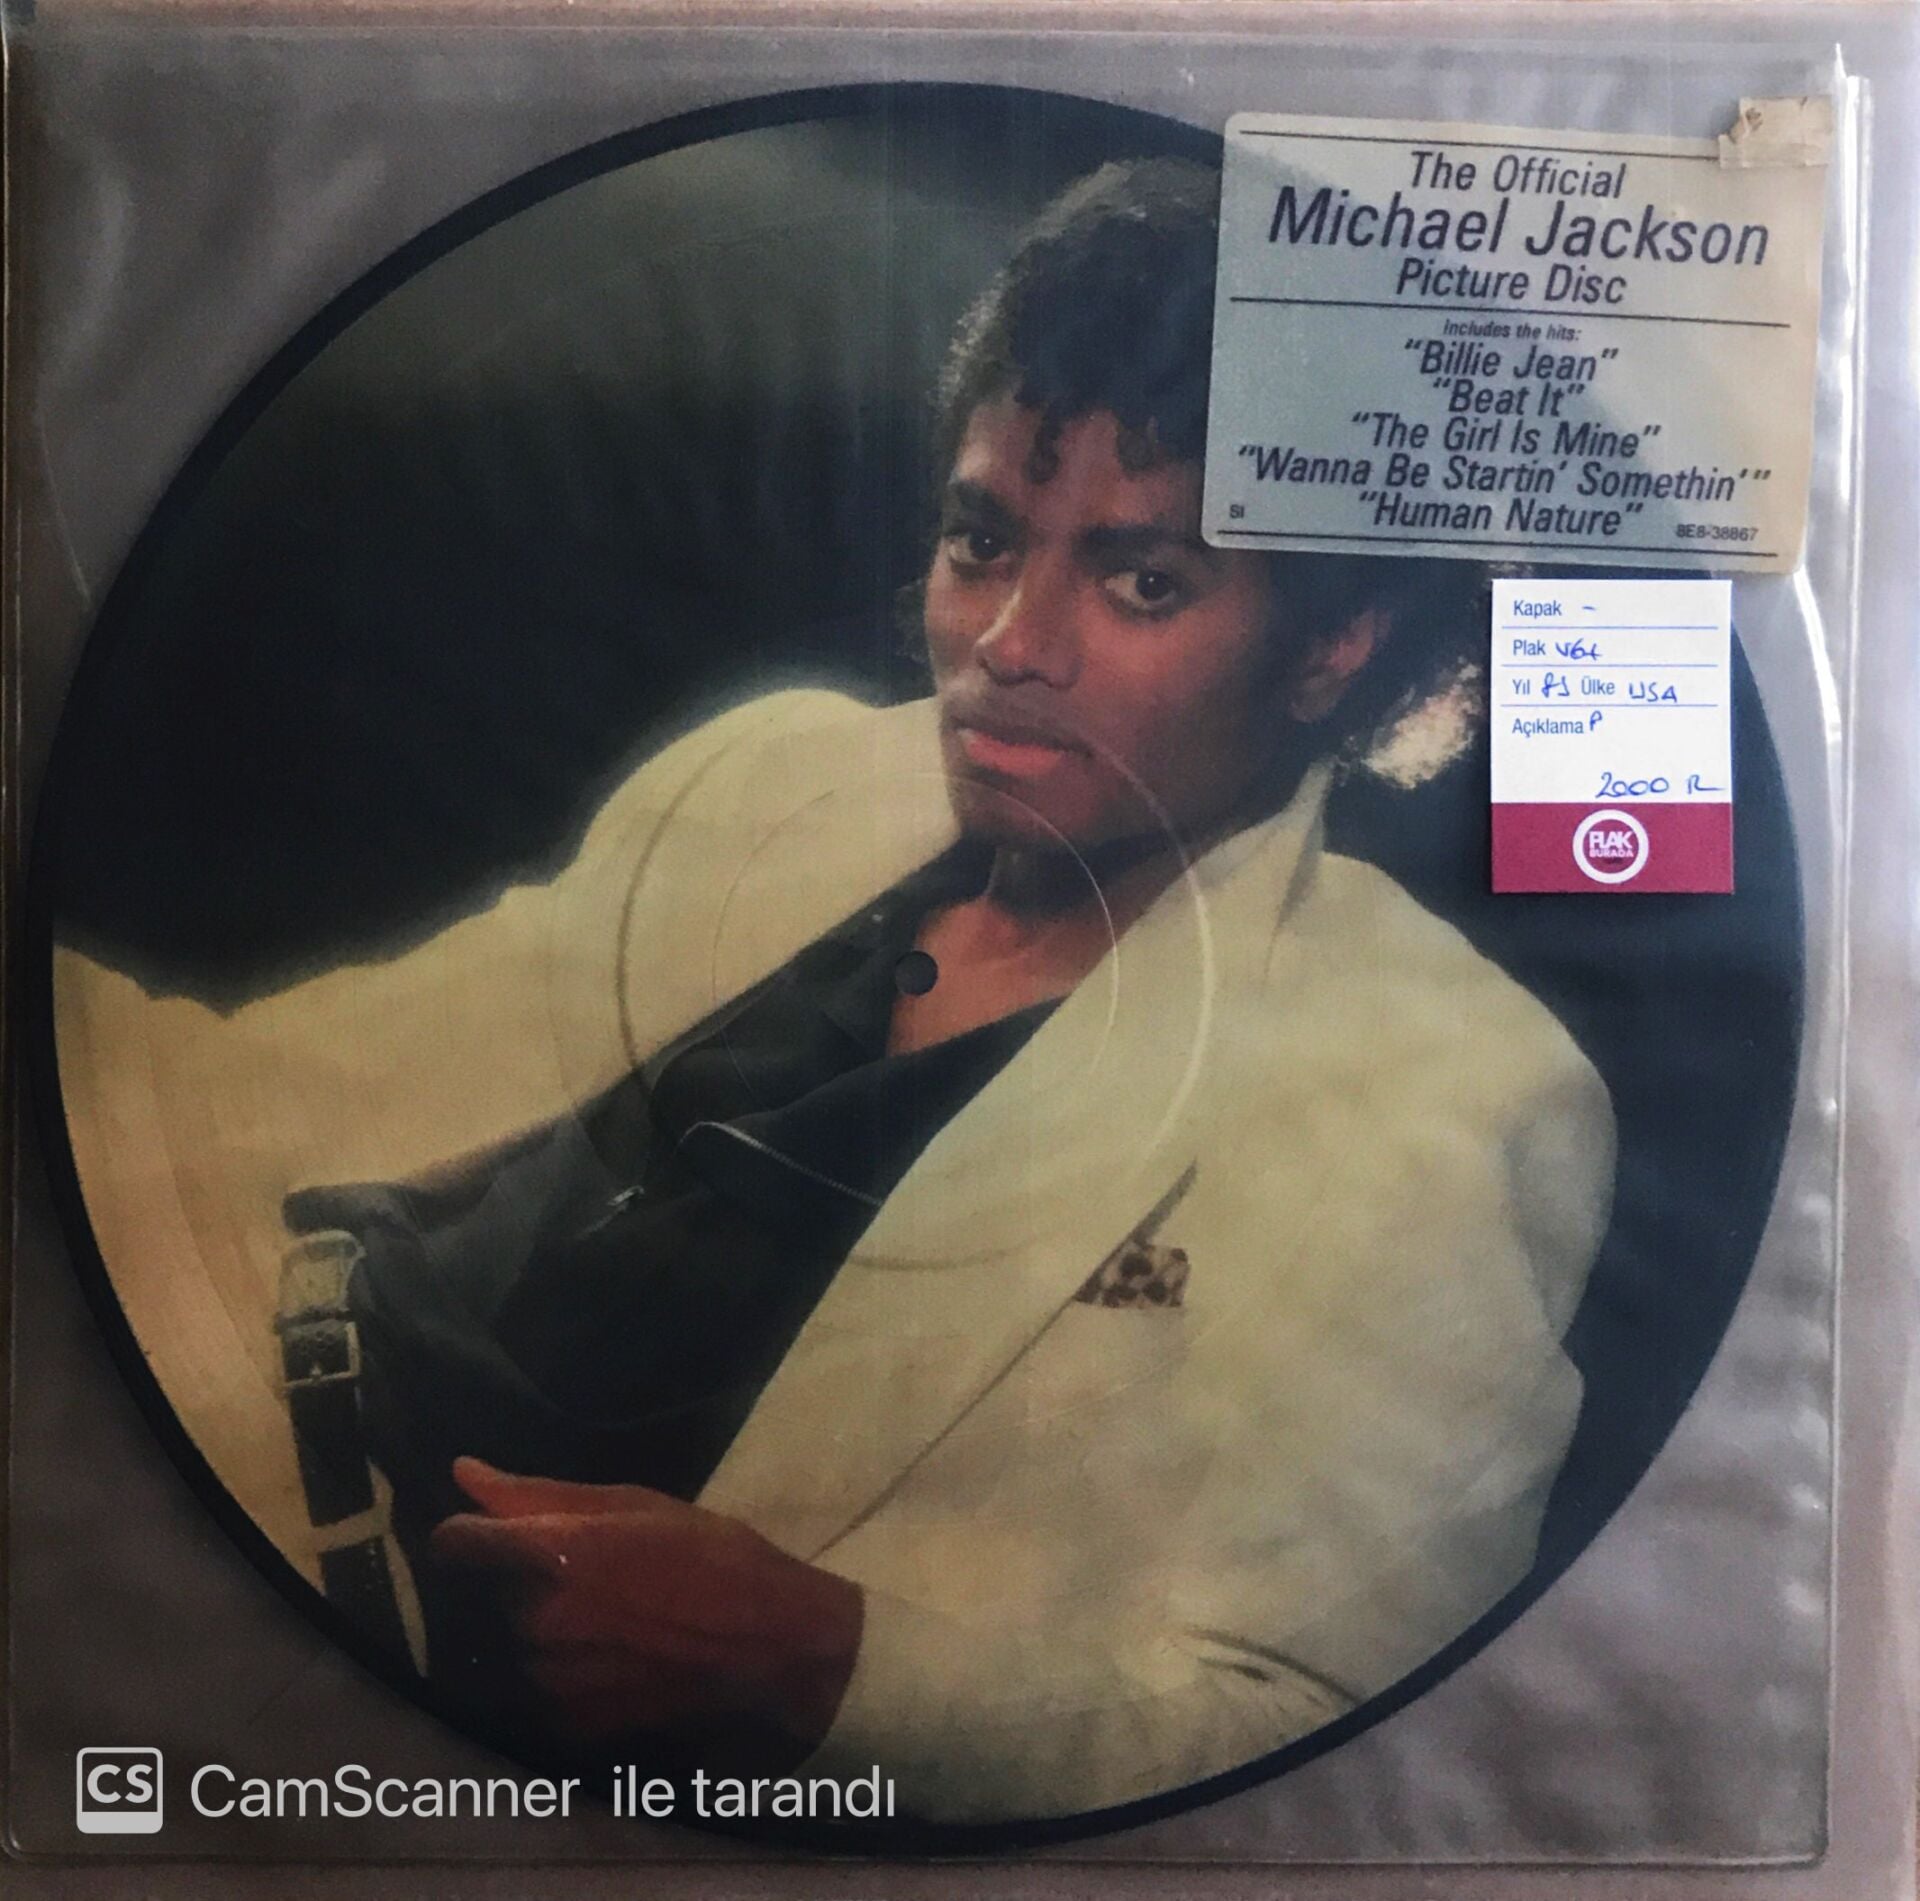 The Official
Michael Jackson
Picture Disc
Includes the hits:
"Billie Jean"
"Beat It"
"The Girl Is Mine"
"Wanna Be Startin' Somethin'"
"Human Nature"
SI 8E8-38867
Kapak -
Plak VG+
Yıl Ülke USA
Açıklama P
2000
PLAK
BURADA
CS CamScanner ile tarandı